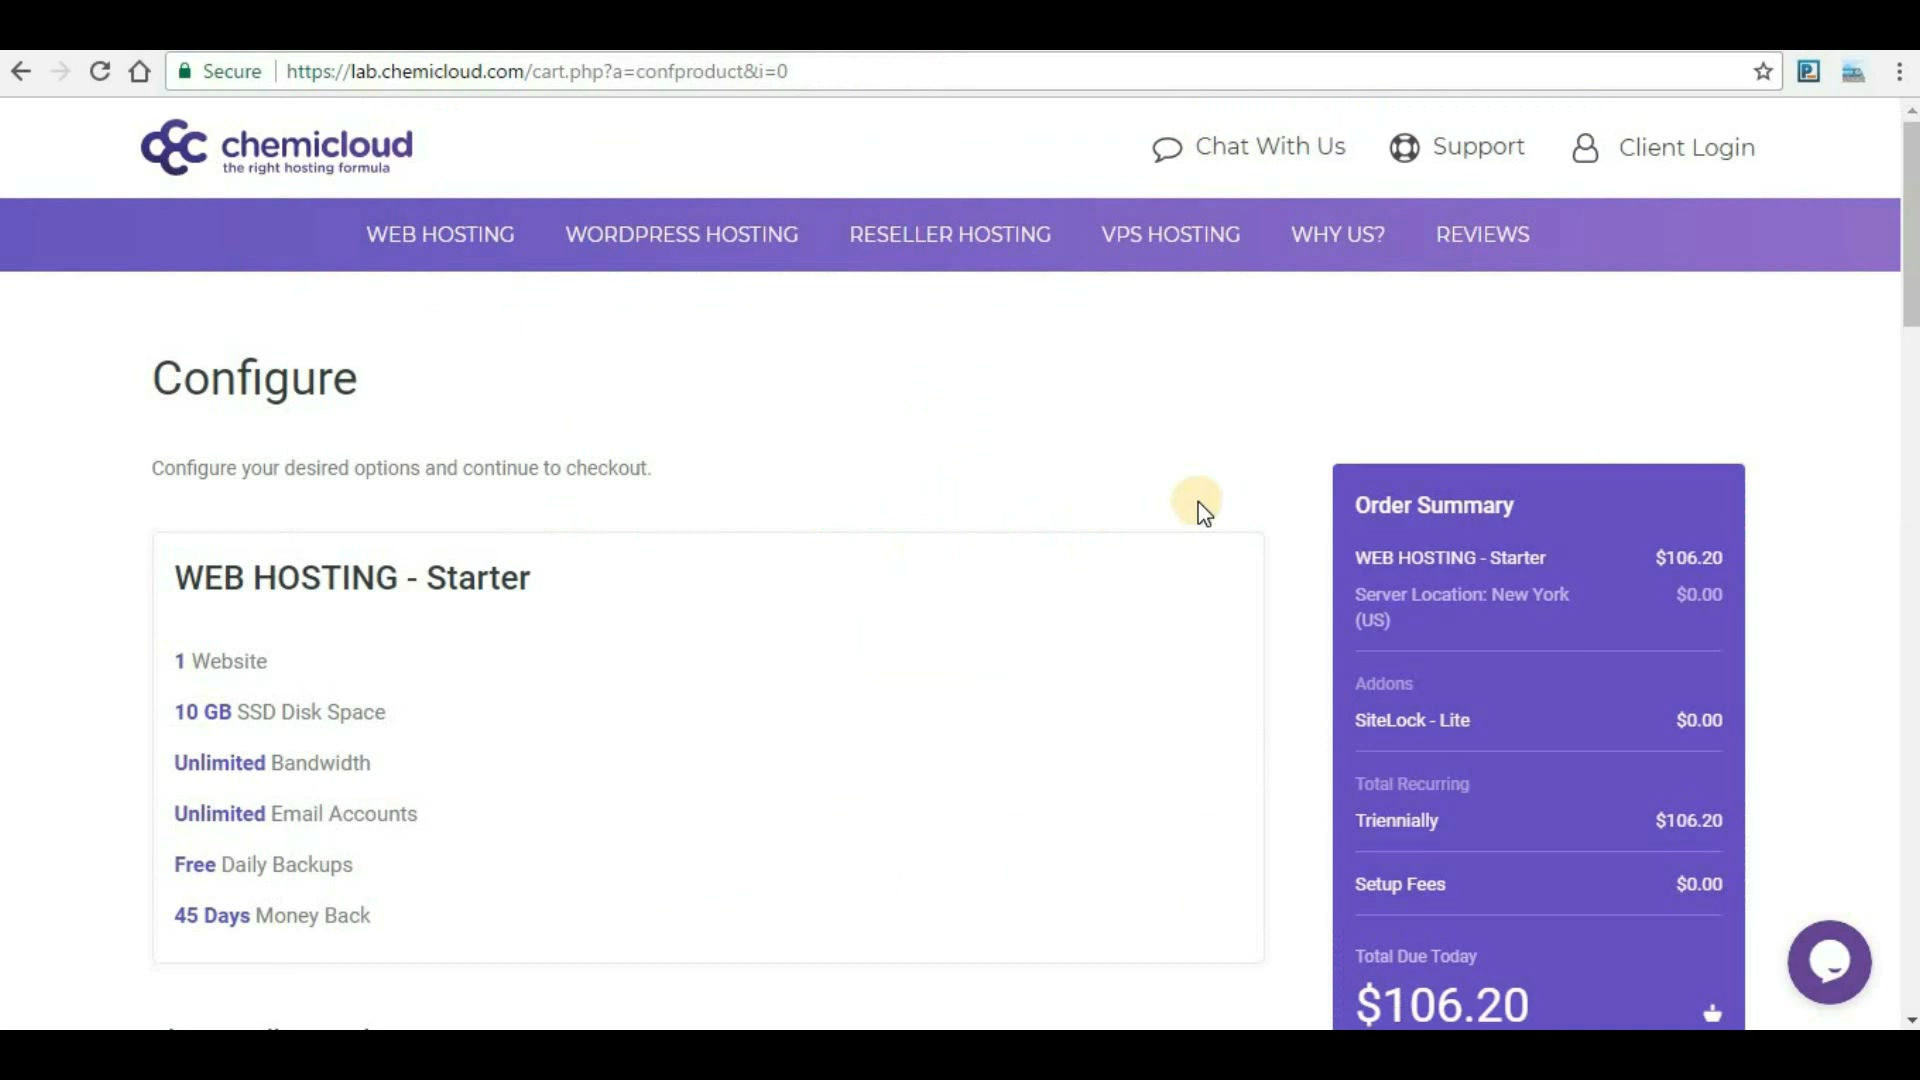 Secure https://lab.chemicloud.com/cart.php?a=confproduct&i=0
chemicloud
the right hosting formula
Chat With Us Support Client Login
WEB HOSTING WORDPRESS HOSTING RESELLER HOSTING VPS HOSTING WHY US? REVIEWS
Configure
Configure your desired options and continue to checkout.
WEB HOSTING - Starter
1 Website
10 GB SSD Disk Space
Unlimited Bandwidth
Unlimited Email Accounts
Free Daily Backups
45 Days Money Back
Order Summary
WEB HOSTING - Starter $106.20
Server Location: New York $0.00
(US)
Addons
SiteLock - Lite $0.00
Total Recurring
Triennially $106.20
Setup Fees $0.00
Total Due Today
$106.20